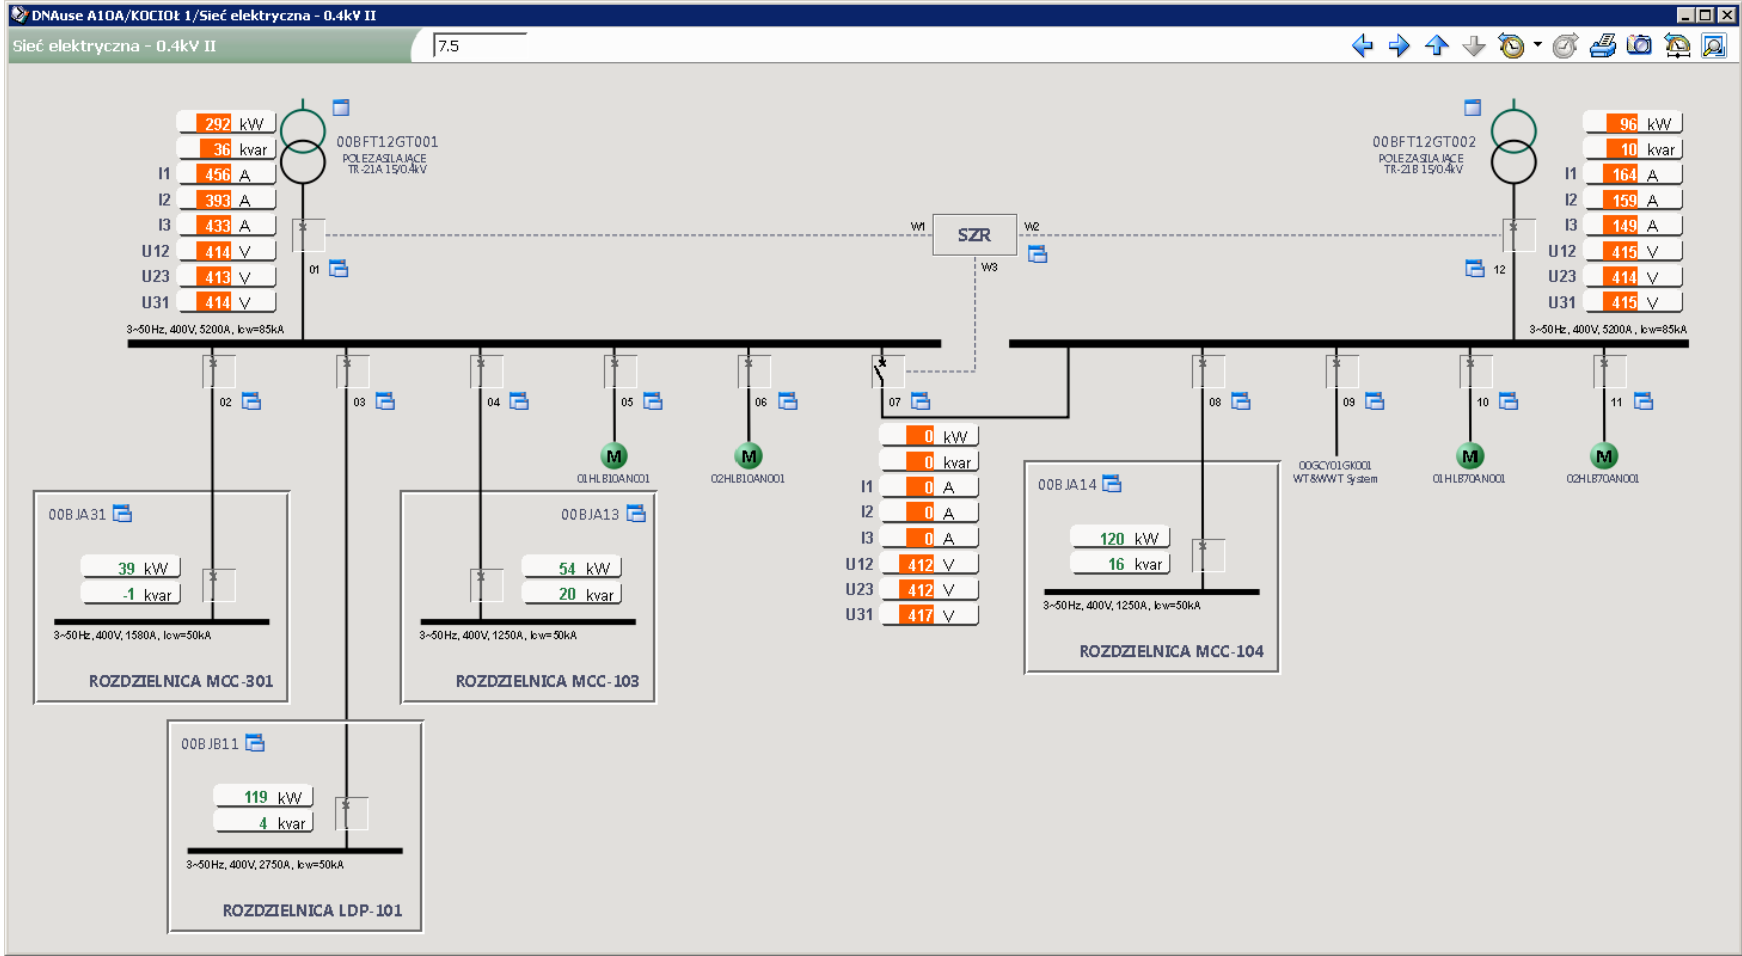 DNAuse A1OA/KOCIOŁ 1/Sieć elektryczna - 0.4kV II
Sieć elektryczna - 0.4kV II
7.5
292 kW
36 kvar
I1 456 A
I2 393 A
I3 433 A
U12 414 V
U23 413 V
U31 414 V
3~50Hz, 400V, 5200A, Icw=85kA
00BFT12GT001
POLE ZASILAJĄCE
TR-21A 15/0.4kV
01
W1
SZR
W2
W3
00BFT12GT002
POLE ZASILAJĄCE
TR-21B 15/0.4kV
12
96 kW
10 kvar
I1 164 A
I2 159 A
I3 149 A
U12 415 V
U23 414 V
U31 415 V
3~50Hz, 400V, 5200A, Icw=85kA
02
03
04
05
06
07
08
09
10
11
M
01HLB10AN001
M
02HLB10AN001
0 kW
0 kvar
I1 0 A
I2 0 A
I3 0 A
U12 412 V
U23 412 V
U31 417 V
00GCY01GK001
WT&WWT System
M
01HLB70AN001
M
02HLB70AN001
00BJA31
39 kW
-1 kvar
3~50Hz, 400V, 1580A, Icw=50kA
ROZDZIELNICA MCC-301
00BJA13
54 kW
20 kvar
3~50Hz, 400V, 1250A, Icw=50kA
ROZDZIELNICA MCC-103
00BJA14
120 kW
16 kvar
3~50Hz, 400V, 1250A, Icw=50kA
ROZDZIELNICA MCC-104
00BJB11
119 kW
4 kvar
3~50Hz, 400V, 2750A, Icw=50kA
ROZDZIELNICA LDP-101